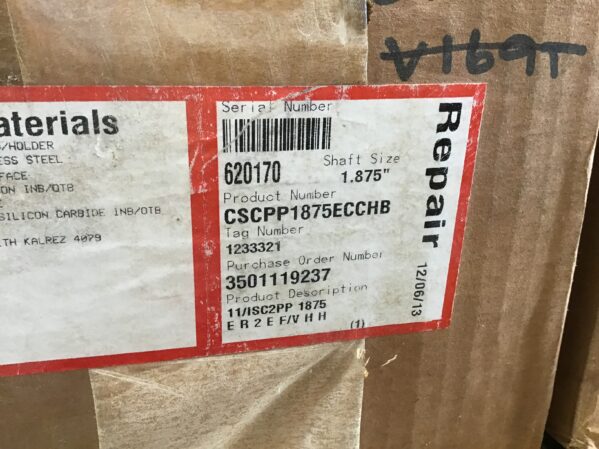 A1691
aterials
/HOLDER
ESS STEEL
FACE
ON INB/OTB
SILICON CARBIDE INB/OTB
ITH KALREZ 4079
Serial Number
620170
Shaft Size
1.875"
Product Number
CSCPP1875ECCHB
Tag Number
1233321
Purchase Order Number
3501119237
Product Description
11/ISC2PP 1875
E R 2 E F/V H H
(1)
Repair
12/06/13